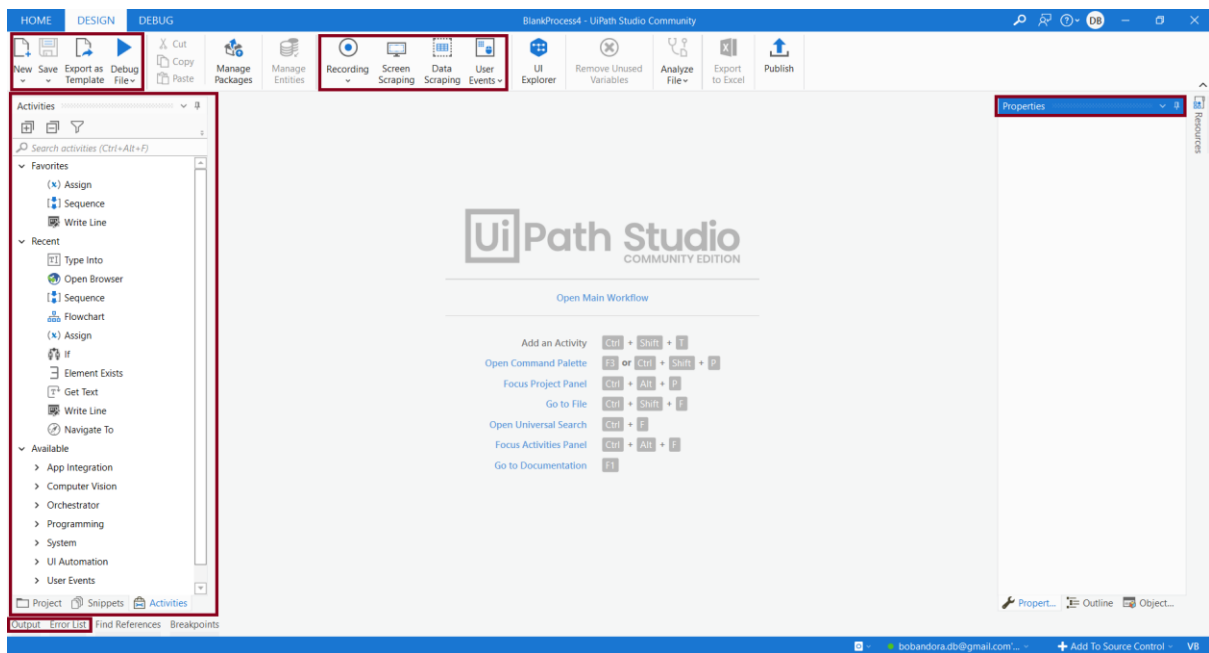 HOME DESIGN DEBUG BlankProcess4 - UiPath Studio Community DB
New Save Export as Template Debug File
Cut
Copy
Paste
Manage Packages
Manage Entities
Recording
Screen Scraping
Data Scraping
User Events
UI Explorer
Remove Unused Variables
Analyze File
Export to Excel
Publish
Activities
Search activities (Ctrl+Alt+F)
Favorites
(x) Assign
Sequence
Write Line
Recent
TI Type Into
Open Browser
Sequence
Flowchart
(x) Assign
If
Element Exists
Get Text
Write Line
Navigate To
Available
App Integration
Computer Vision
Orchestrator
Programming
System
UI Automation
User Events
Project Snippets Activities
Output Error List Find References Breakpoints
UiPath Studio
COMMUNITY EDITION
Open Main Workflow
Add an Activity Ctrl + Shift + T
Open Command Palette F3 or Ctrl + Shift + P
Focus Project Panel Ctrl + Alt + P
Go to File Ctrl + Shift + F
Open Universal Search Ctrl + F
Focus Activities Panel Ctrl + Alt + F
Go to Documentation F1
Properties
Resources
Propert... Outline Object...
bobandora.db@gmail.com'... Add To Source Control VB